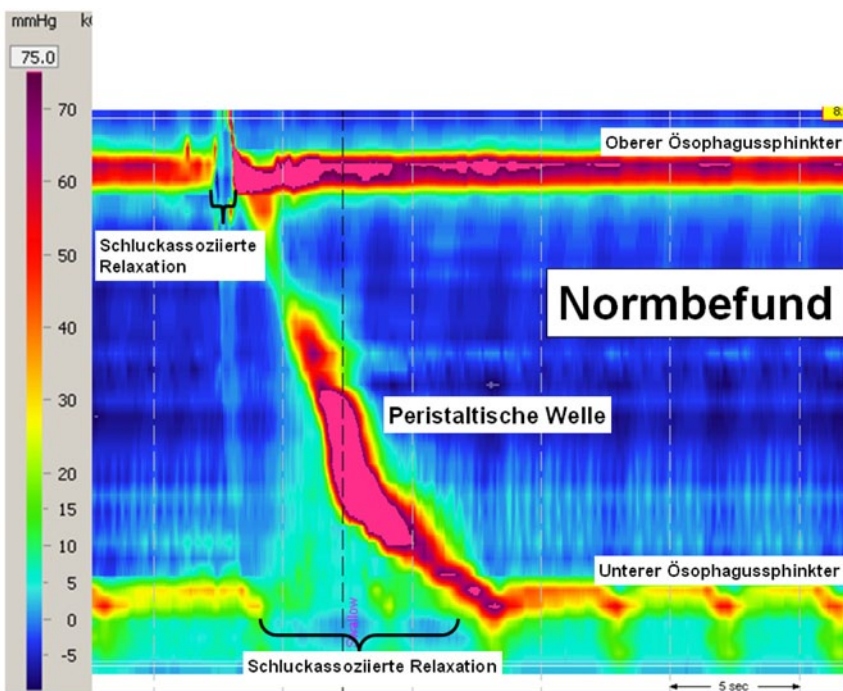 mmHg
75.0
70
60
50
40
30
20
10
5
0
-5
Oberer Ösophagussphinkter
Schluckassoziierte
Relaxation
Normbefund
Peristaltische Welle
Unterer Ösophagussphinkter
Schluckassoziierte Relaxation
5 sec